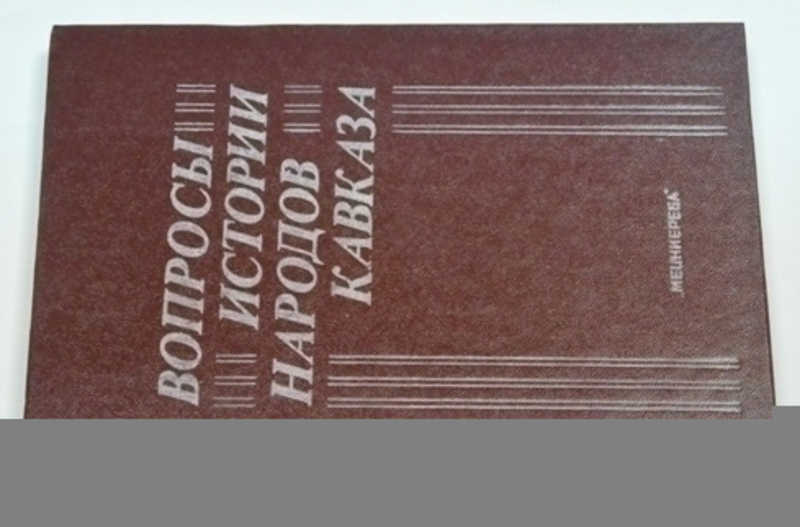 ВОПРОСЫ
ИСТОРИИ
НАРОДОВ
КАВКАЗА
„МЕЦНИЕРЕБА“